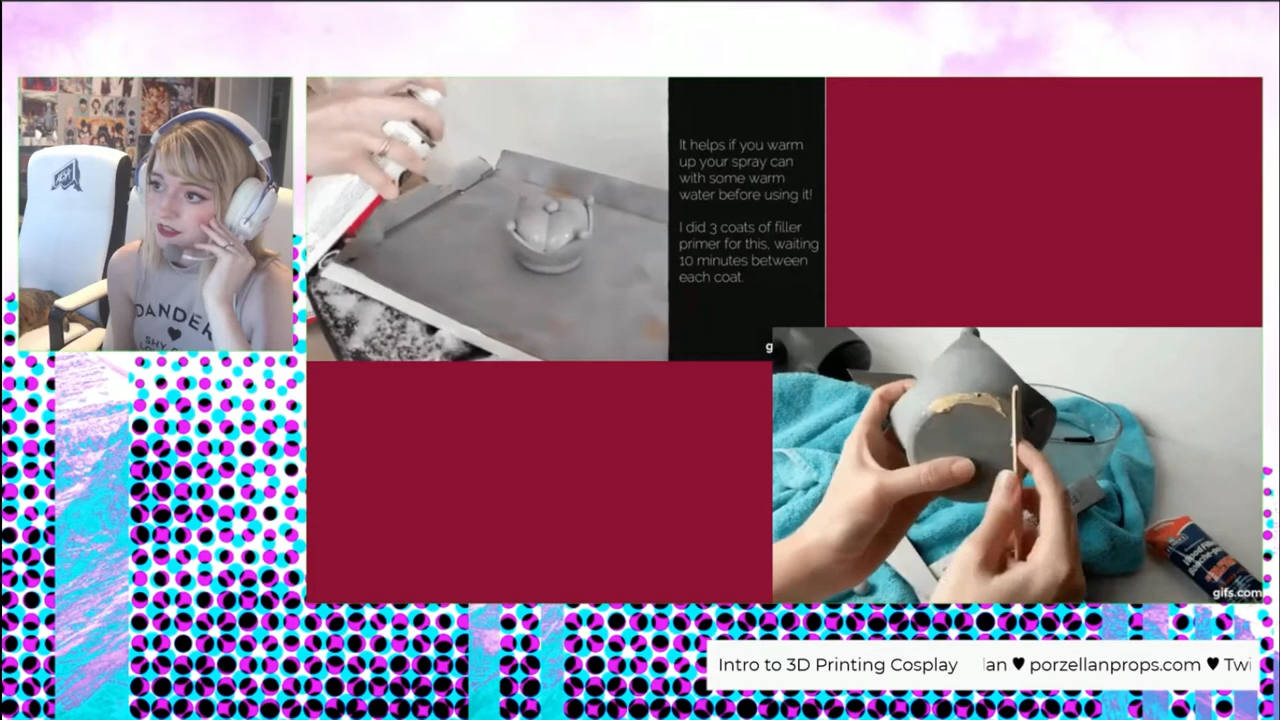 It helps if you warm
up your spray can
with some warm
water before using it!
I did 3 coats of filler
primer for this, waiting
10 minutes between
each coat.
g
DANDER
SHY
gifs.com
Intro to 3D Printing Cosplay
lan ♥ porzellanprops.com ♥ Twi